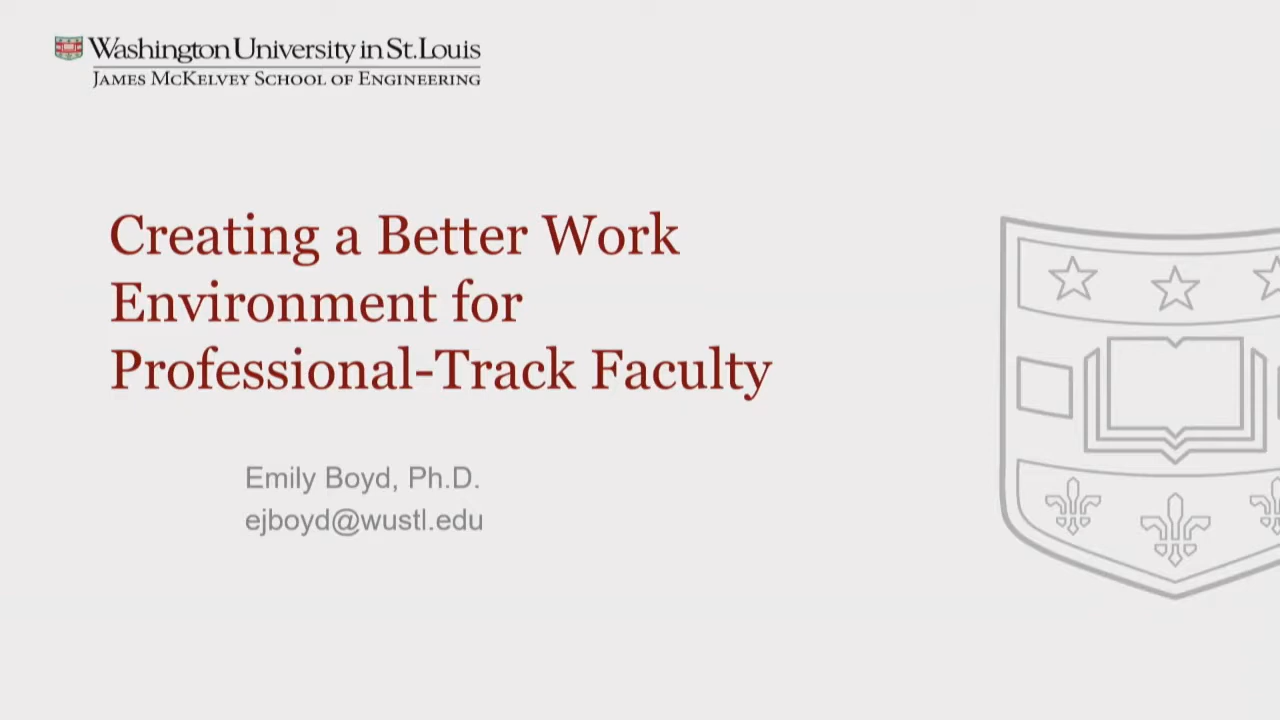 Washington University in St. Louis
James McKelvey School of Engineering
Creating a Better Work
Environment for
Professional-Track Faculty
Emily Boyd, Ph.D.
ejboyd@wustl.edu